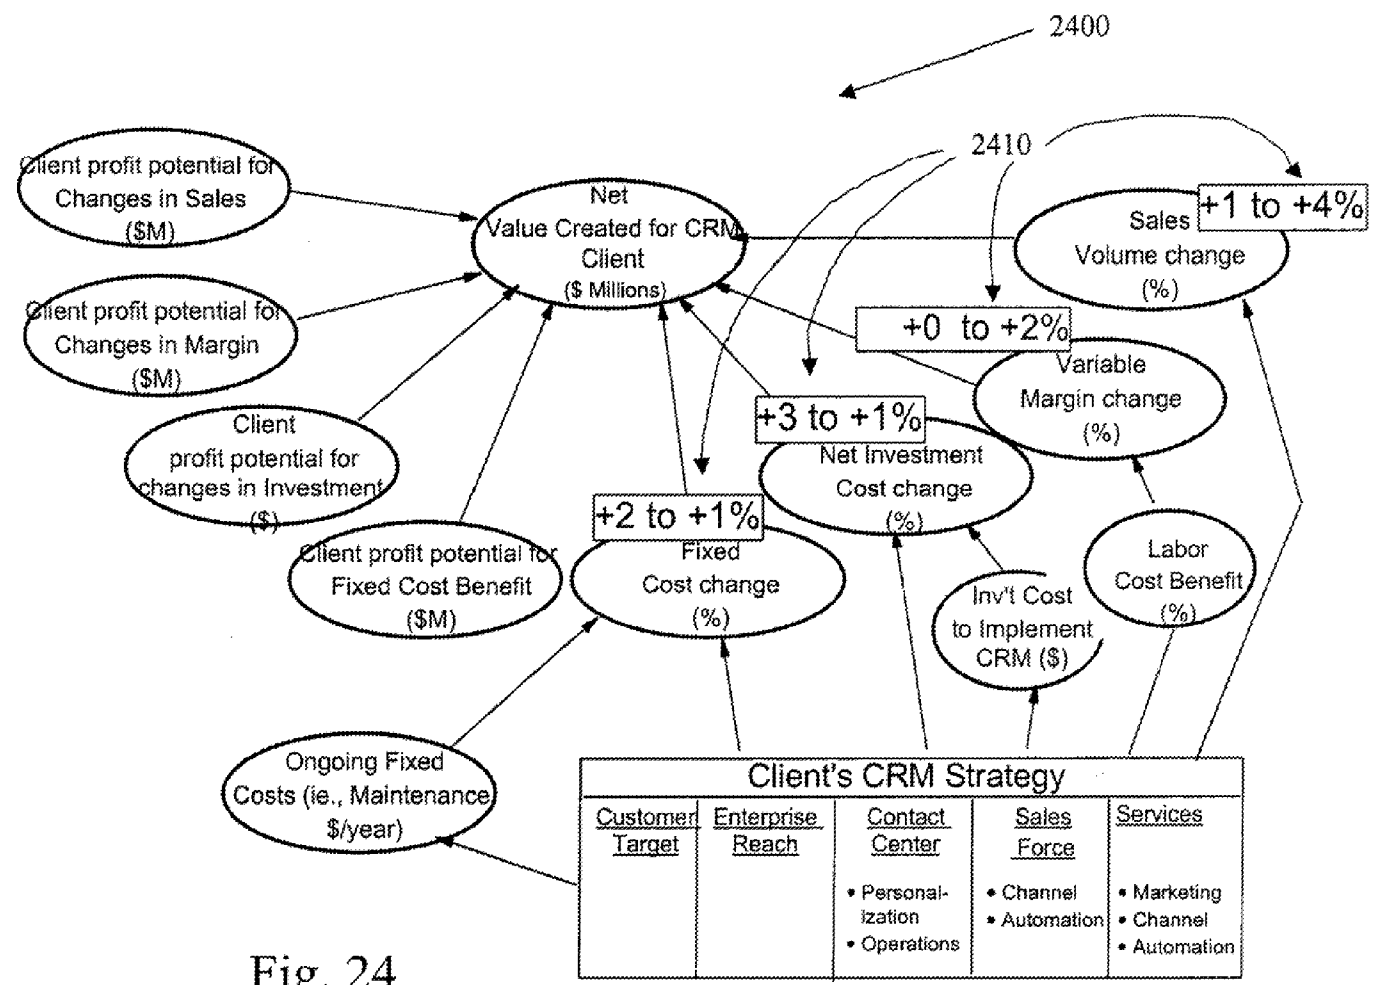 2400
2410
Client profit potential for
Changes in Sales
($M)
Net
Value Created for CRM
Client
($ Millions)
+1 to +4%
Sales
Volume change
(%)
Client profit potential for
Changes in Margin
($M)
+0 to +2%
Variable
Margin change
(%)
Client
profit potential for
changes in Investment
($)
+3 to +1%
Net Investment
Cost change
(%)
+2 to +1%
Fixed
Cost change
(%)
Client profit potential for
Fixed Cost Benefit
($M)
Labor
Cost Benefit
(%)
Inv't Cost
to Implement
CRM ($)
Ongoing Fixed
Costs (ie., Maintenance
$/year)
Client's CRM Strategy
Customer
Target
Enterprise
Reach
Contact
Center
• Personal-
ization
• Operations
Sales
Force
• Channel
• Automation
Services
• Marketing
• Channel
• Automation
Fig. 24